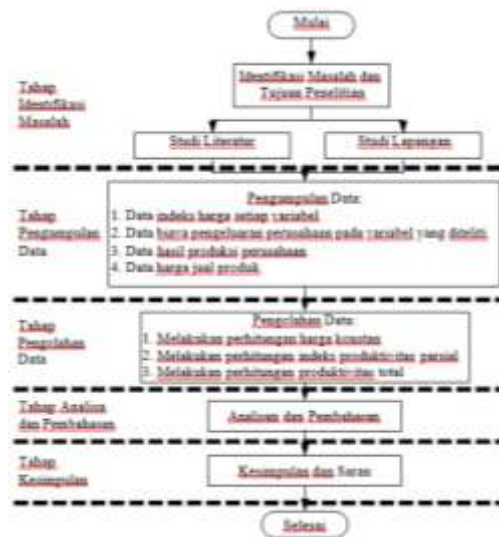 Mulai
Tahap
Identifikasi
Masalah
Identifikasi Masalah dan
Tujuan Penelitian
Studi Literatur
Studi Lapangan
Tahap
Pengumpulan
Data
Pengumpulan Data:
1. Data indeks harga setiap variabel
2. Data biaya pengeluaran perusahaan pada variabel yang diteliti
3. Data hasil produksi perusahaan
4. Data harga jual produk
Tahap
Pengolahan
Data
Pengolahan Data:
1. Melakukan perhitungan harga konstan
2. Melakukan perhitungan indeks produktivitas parsial
3. Melakukan perhitungan produktivitas total
Tahap Analisa
dan Pembahasan
Analisan dan Pembahasan
Tahap
Kesimpulan
Kesimpulan dan Saran
Selesai